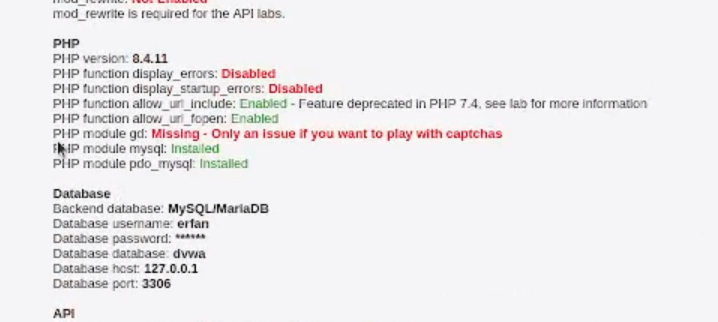 mod_rewrite: Not Enabled
mod_rewrite is required for the API labs.
PHP
PHP version: 8.4.11
PHP function display_errors: Disabled
PHP function display_startup_errors: Disabled
PHP function allow_url_include: Enabled - Feature deprecated in PHP 7.4, see lab for more information
PHP function allow_url_fopen: Enabled
PHP module gd: Missing - Only an issue if you want to play with captchas
PHP module mysql: Installed
PHP module pdo_mysql: Installed
Database
Backend database: MySQL/MariaDB
Database username: erfan
Database password: ******
Database database: dvwa
Database host: 127.0.0.1
Database port: 3306
API